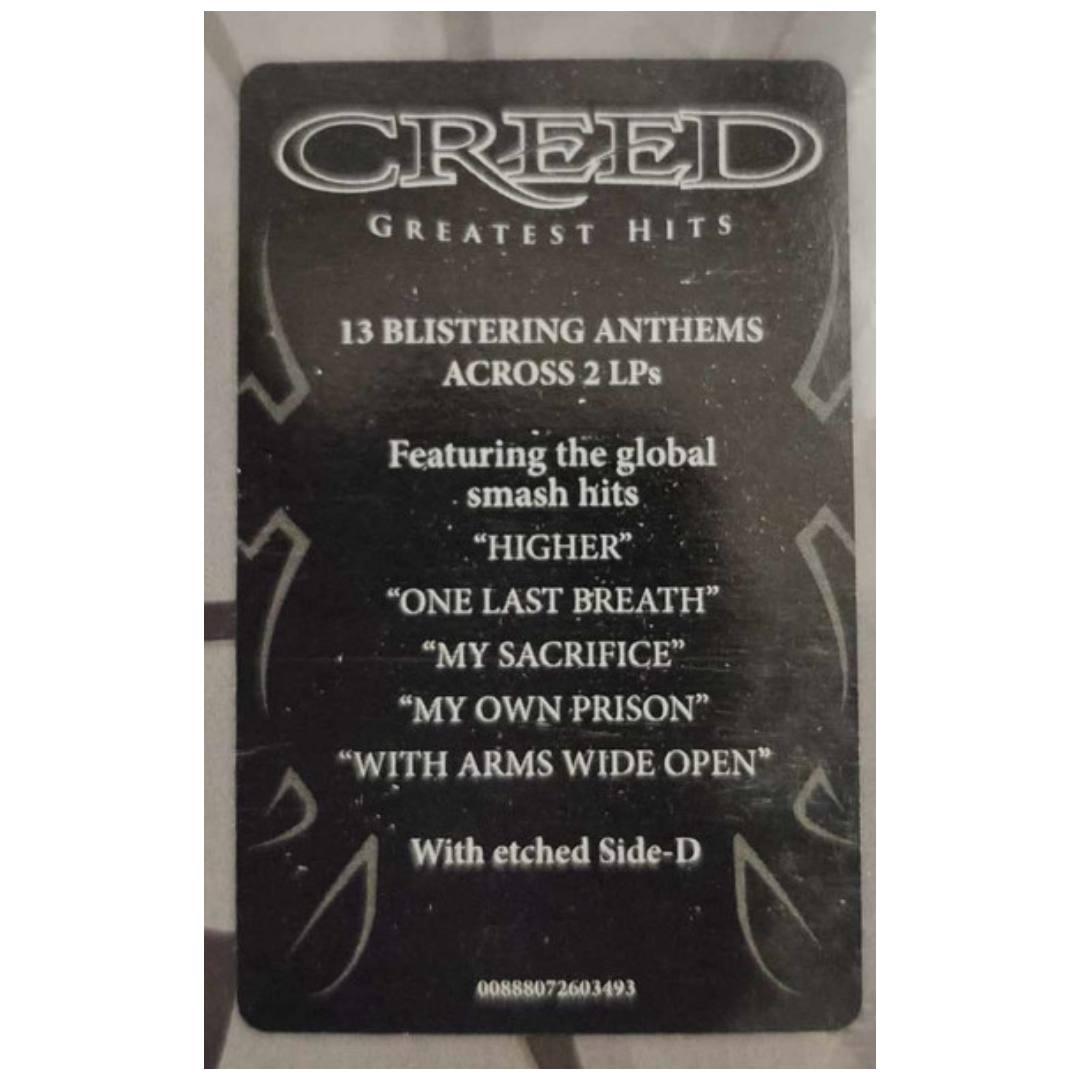 CREED
GREATEST HITS
13 BLISTERING ANTHEMS
ACROSS 2 LPs
Featuring the global
smash hits
“HIGHER”
“ONE LAST BREATH”
“MY SACRIFICE”
“MY OWN PRISON”
“WITH ARMS WIDE OPEN”
With etched Side-D
00888072603493